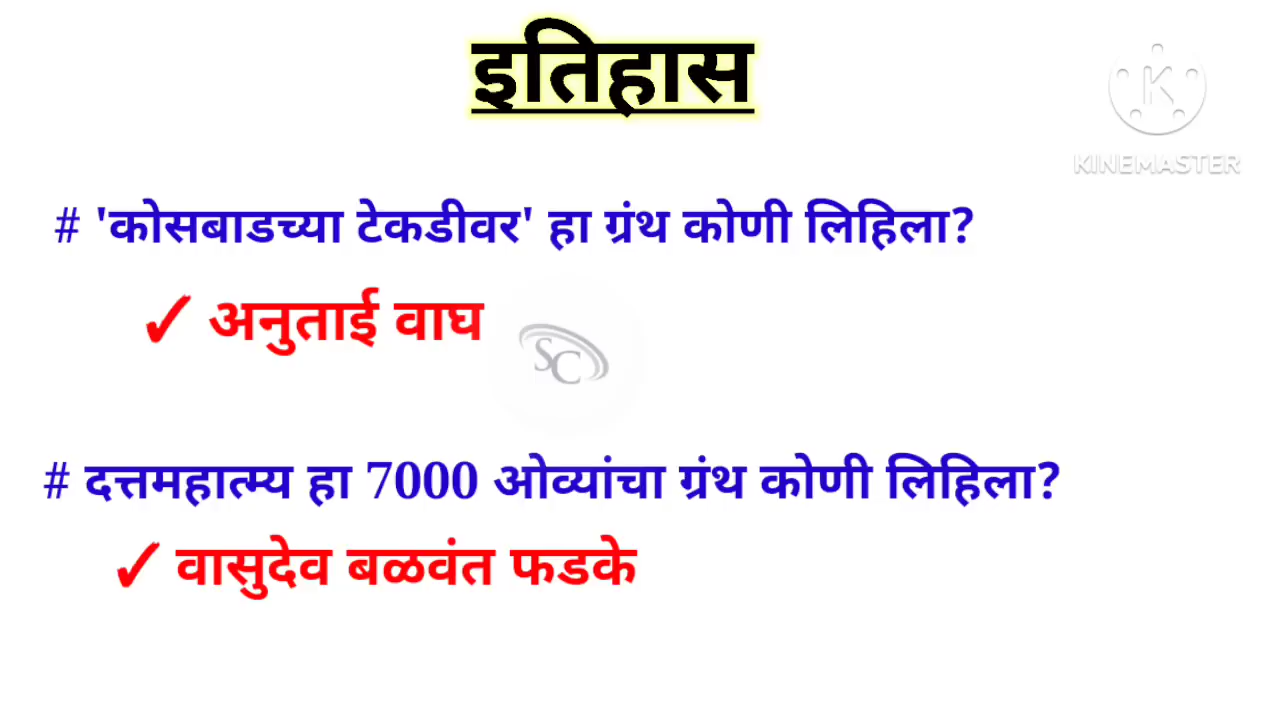 इतिहास
KINEMASTER
# 'कोसबाडच्या टेकडीवर' हा ग्रंथ कोणी लिहिला?
✓ अनुताई वाघ
SC
# दत्तमहात्म्य हा 7000 ओव्यांचा ग्रंथ कोणी लिहिला?
✓ वासुदेव बळवंत फडके